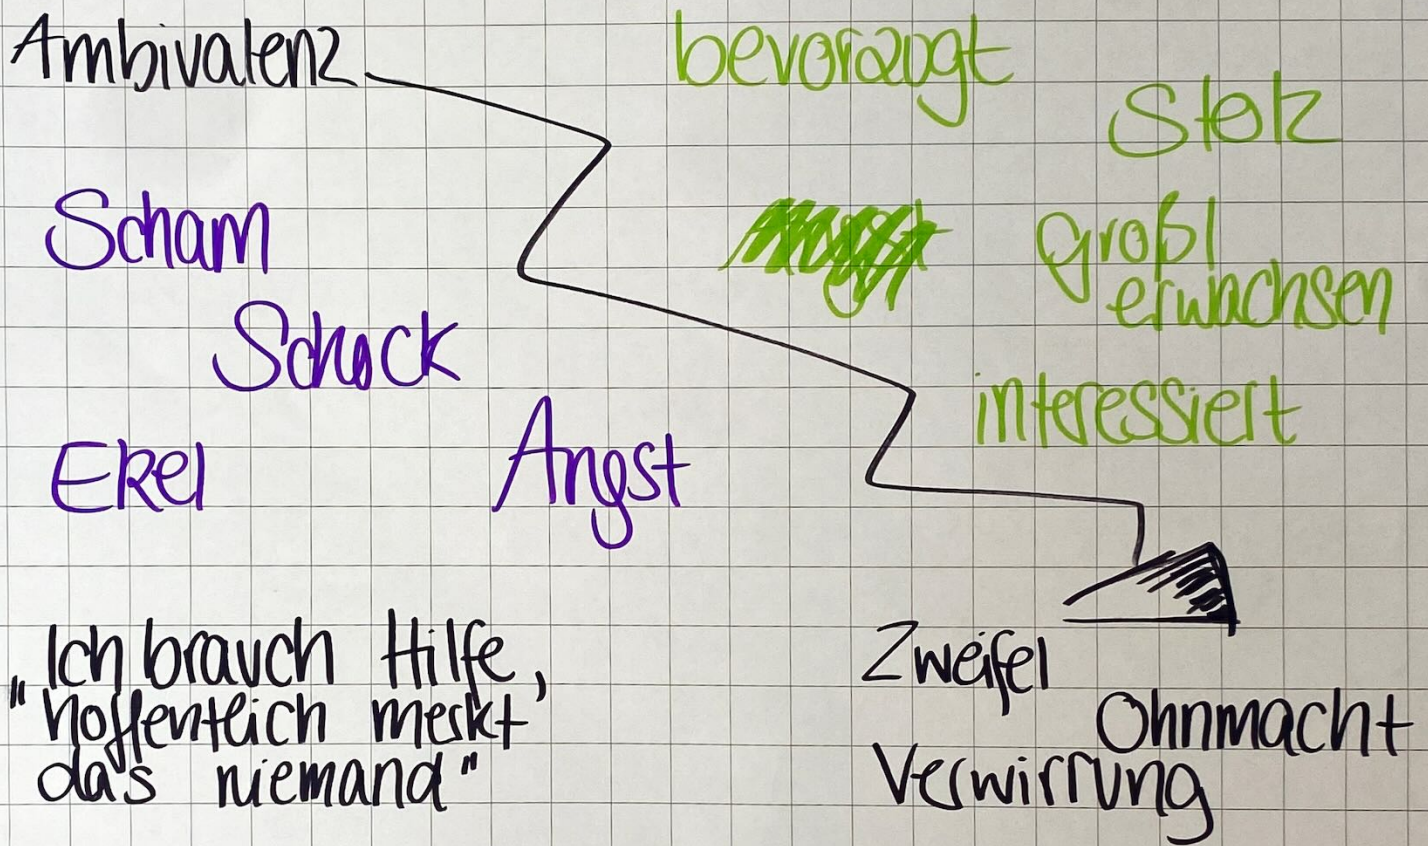 Ambivalenz
bevorzugt
Stolz
Scham
groß/
erwachsen
Schock
interessiert
Ekel
Angst
"Ich brauch Hilfe,
hoffentlich merkt
das niemand"
Zweifel
Ohnmacht
Verwirrung